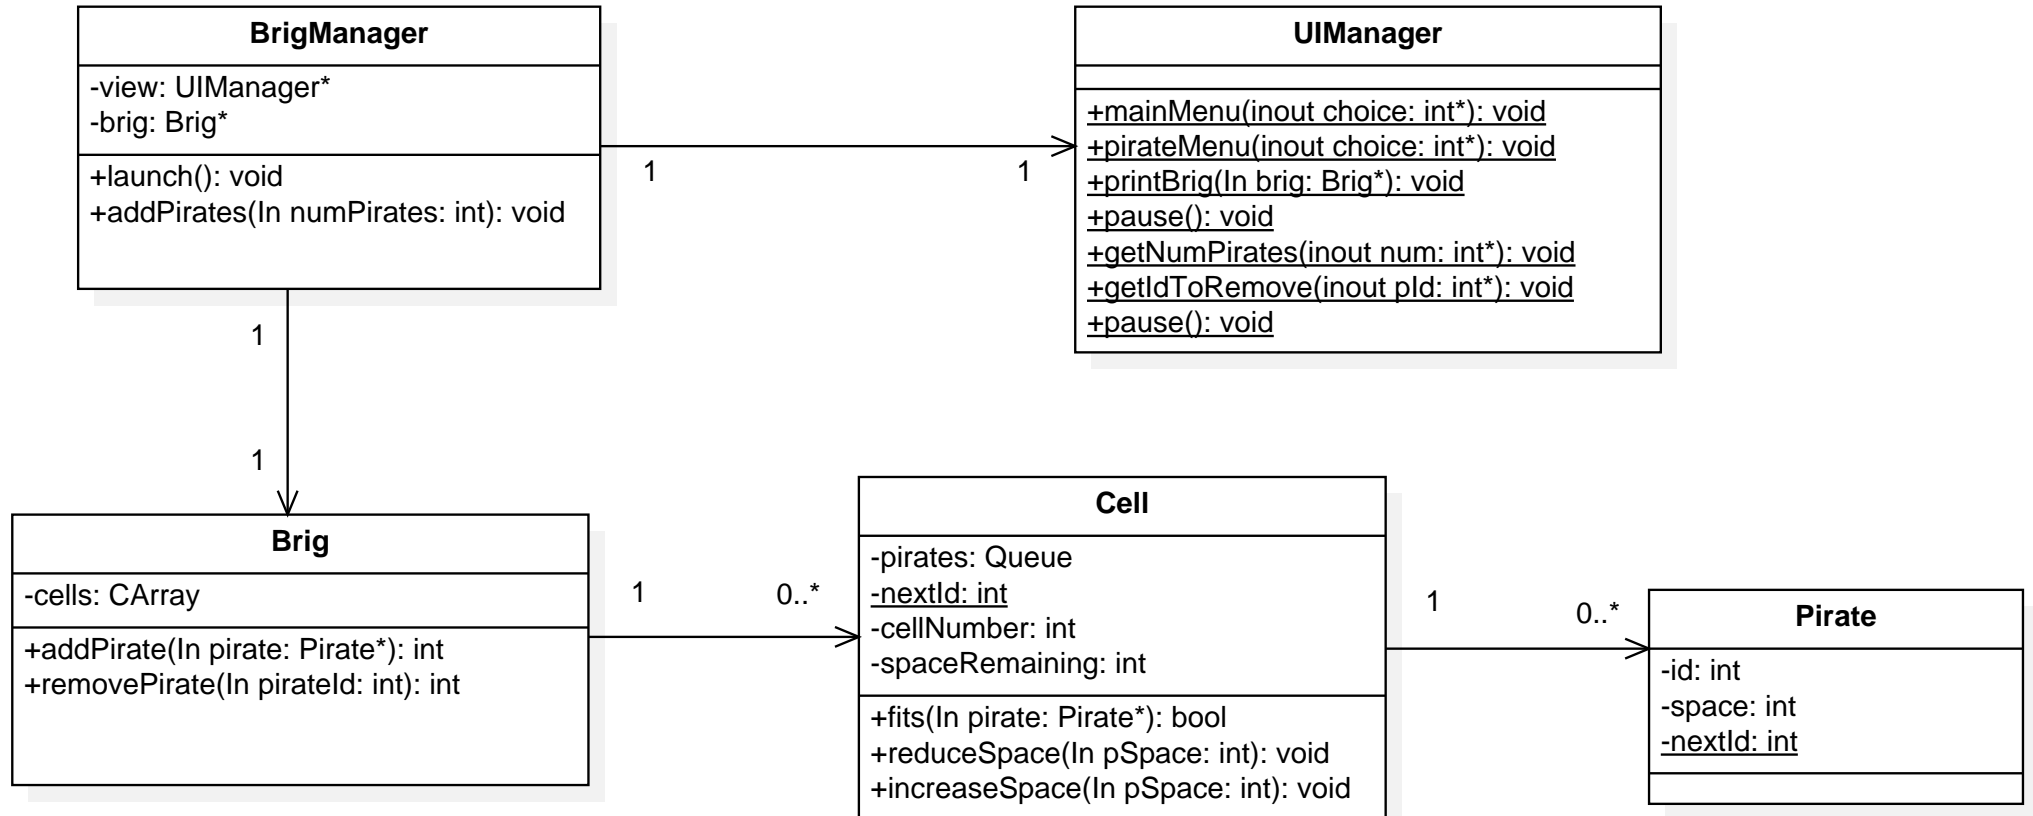 BrigManager
-view: UIManager*
-brig: Brig*
+launch(): void
+addPirates(In numPirates: int): void
UIManager
+mainMenu(inout choice: int*): void
+pirateMenu(inout choice: int*): void
+printBrig(In brig: Brig*): void
+pause(): void
+getNumPirates(inout num: int*): void
+getIdToRemove(inout pId: int*): void
+pause(): void
1
1
1
1
Brig
-cells: CArray
+addPirate(In pirate: Pirate*): int
+removePirate(In pirateId: int): int
1
0..*
Cell
-pirates: Queue
-nextId: int
-cellNumber: int
-spaceRemaining: int
+fits(In pirate: Pirate*): bool
+reduceSpace(In pSpace: int): void
+increaseSpace(In pSpace: int): void
1
0..*
Pirate
-id: int
-space: int
-nextId: int